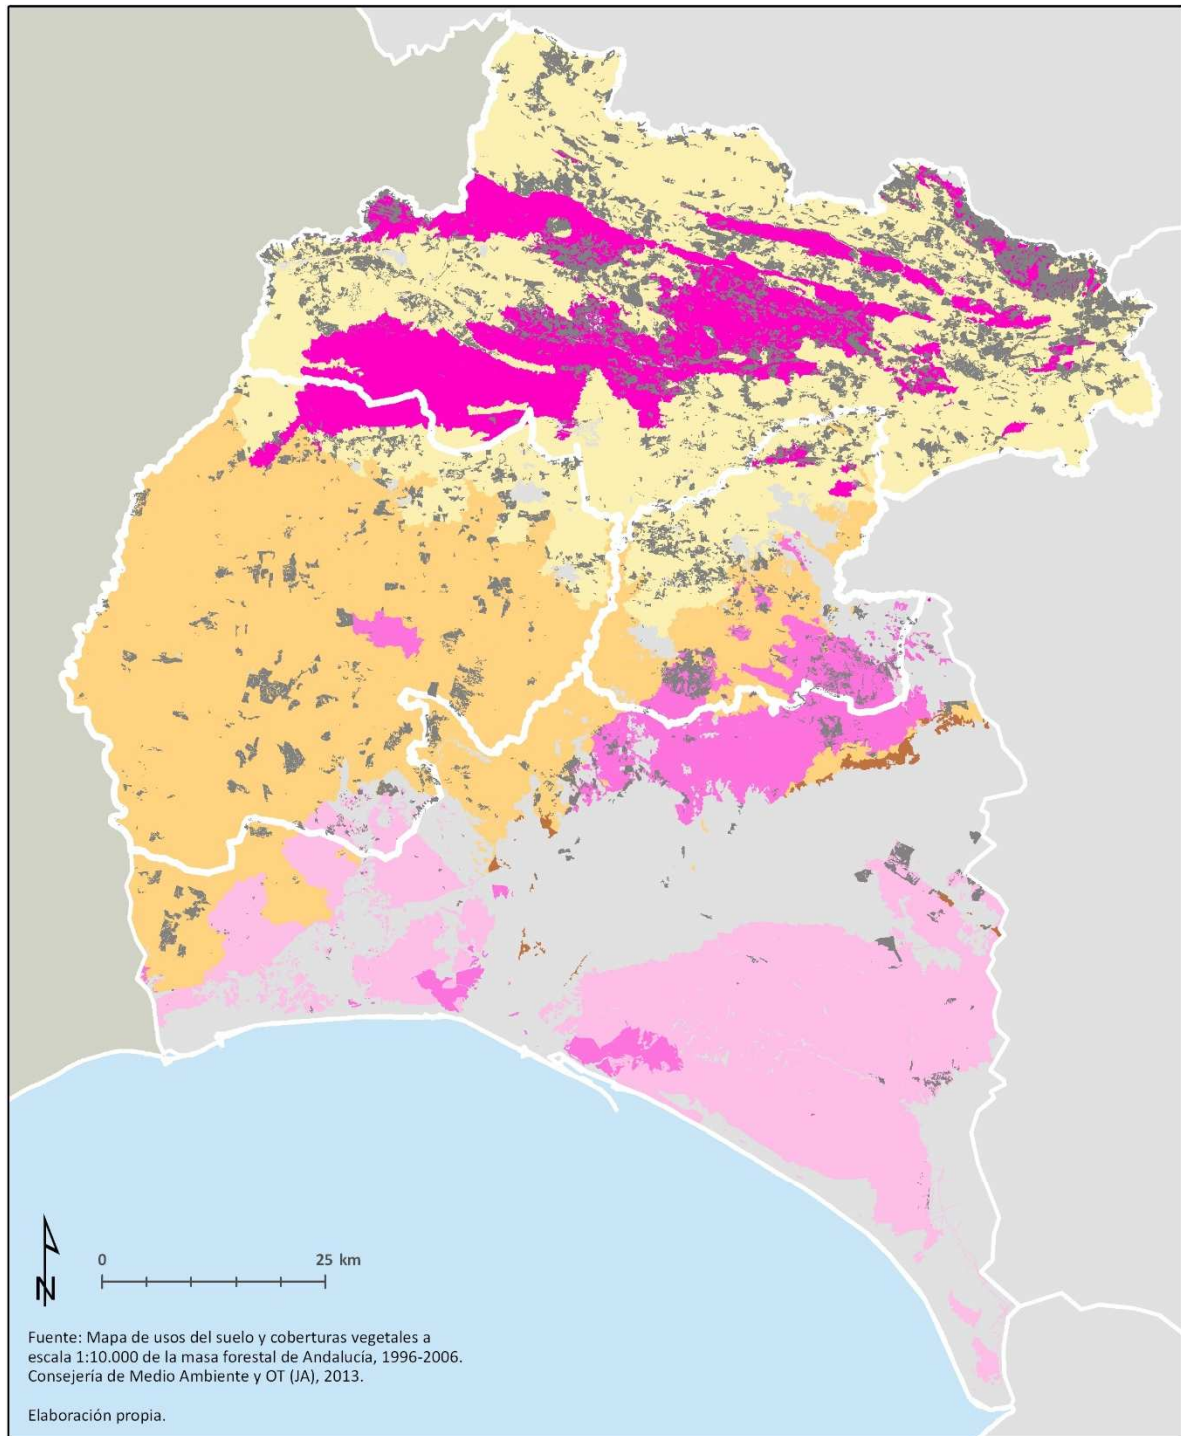 N
0 25 km
Fuente: Mapa de usos del suelo y coberturas vegetales a
escala 1:10.000 de la masa forestal de Andalucía, 1996-2006.
Consejería de Medio Ambiente y OT (JA), 2013.
Elaboración propia.